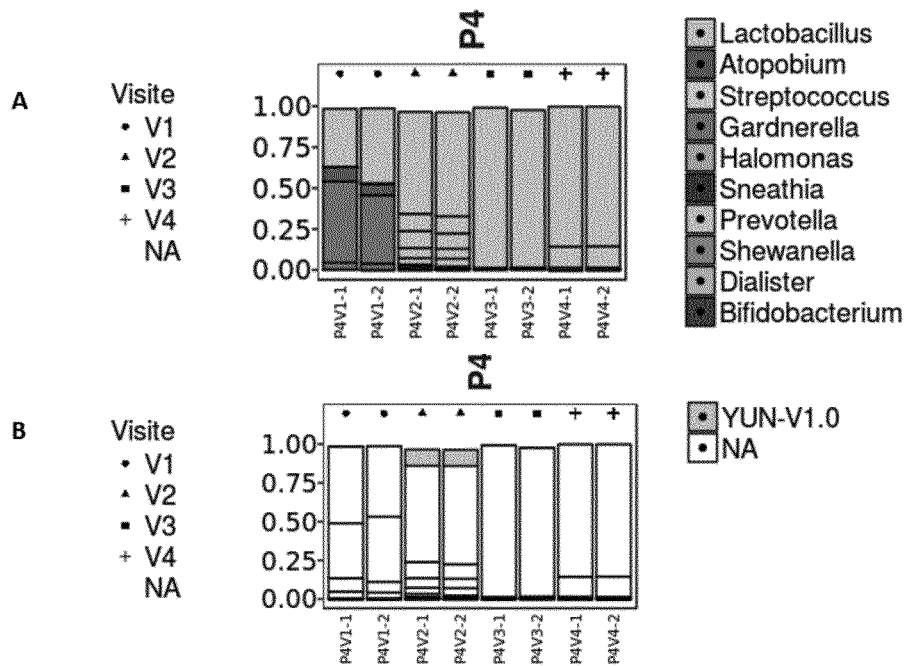 P4
A
Visite
V1
V2
V3
V4
NA
1.00
0.75
0.50
0.25
0.00
P4V1-1
P4V1-2
P4V2-1
P4V2-2
P4V3-1
P4V3-2
P4V4-1
P4V4-2
Lactobacillus
Atopobium
Streptococcus
Gardnerella
Halomonas
Sneathia
Prevotella
Shewanella
Dialister
Bifidobacterium
P4
B
Visite
V1
V2
V3
V4
NA
1.00
0.75
0.50
0.25
0.00
P4V1-1
P4V1-2
P4V2-1
P4V2-2
P4V3-1
P4V3-2
P4V4-1
P4V4-2
YUN-V1.0
NA